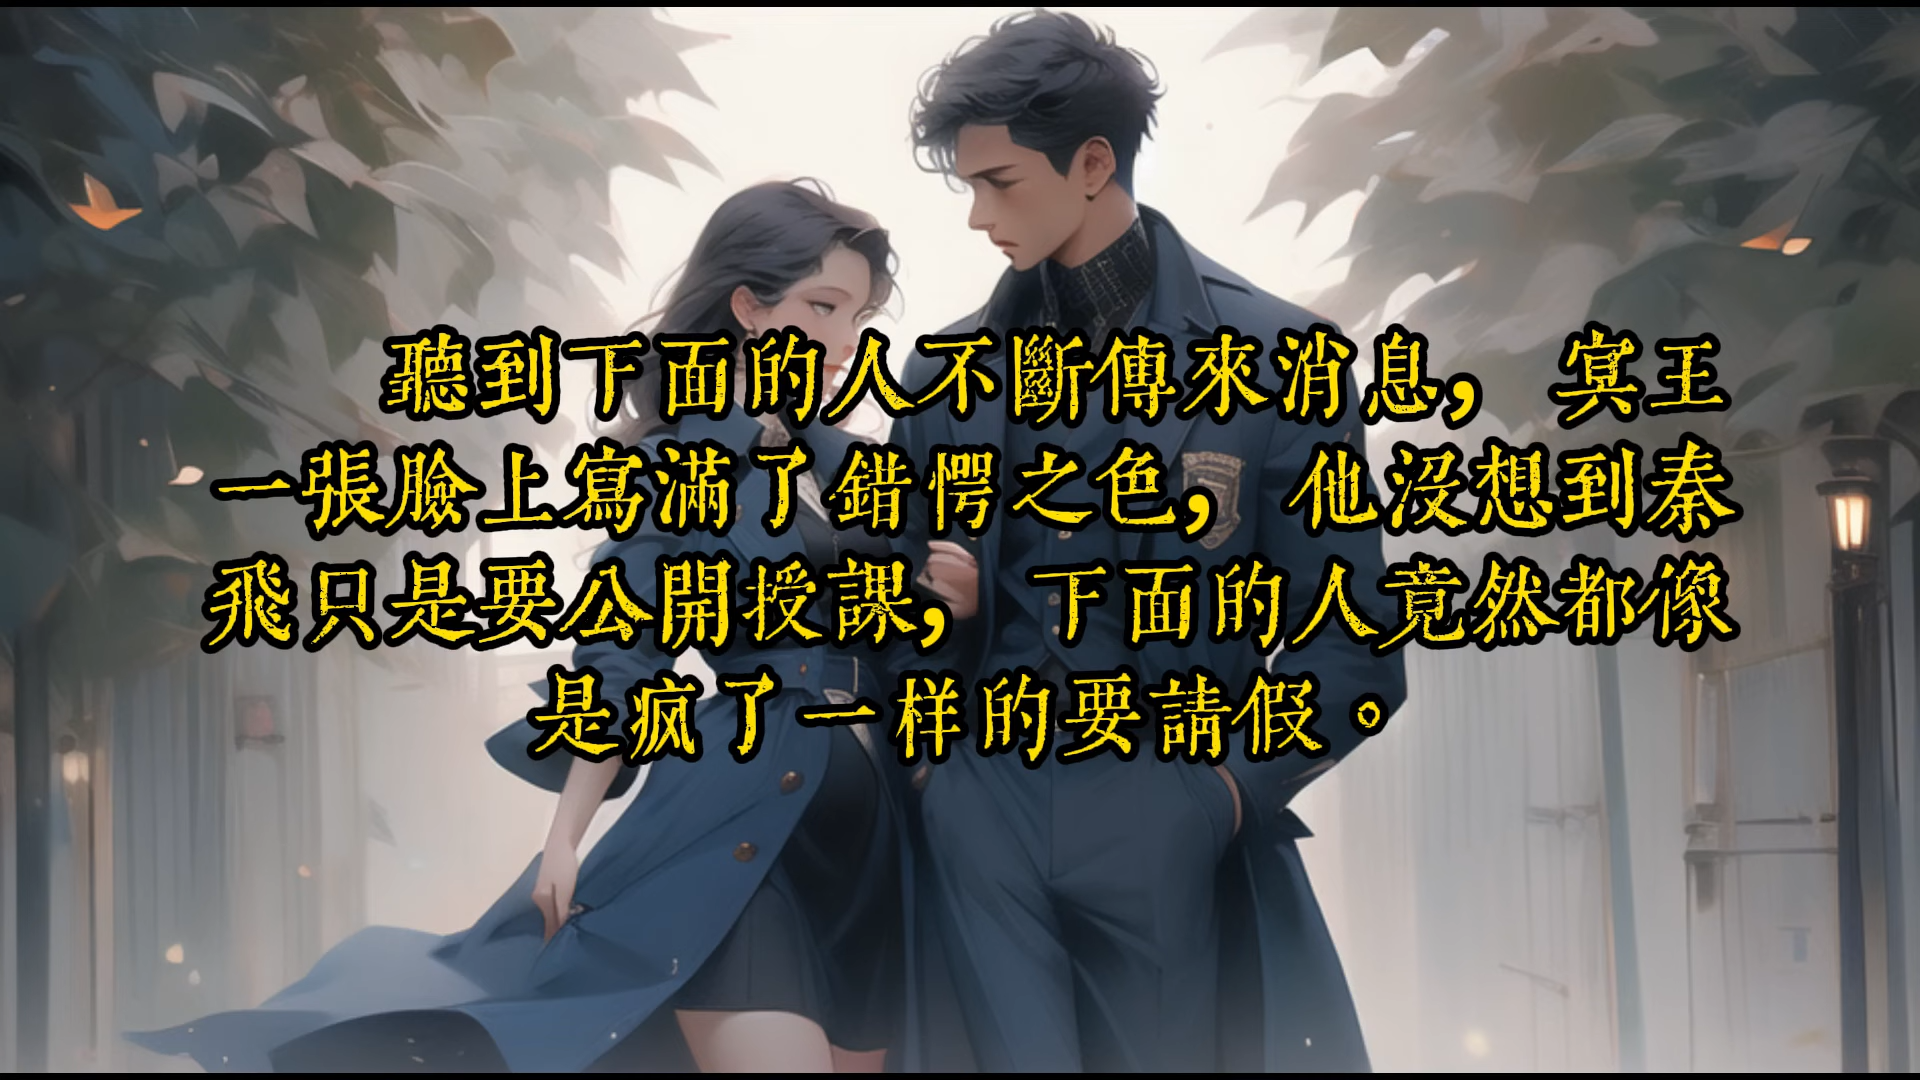 聽到下面的人不斷傳來消息，冥王
一張臉上寫滿了錯愕之色，他沒想到秦
飛只是要公開授課，下面的人竟然都像
是疯了一样的要請假。